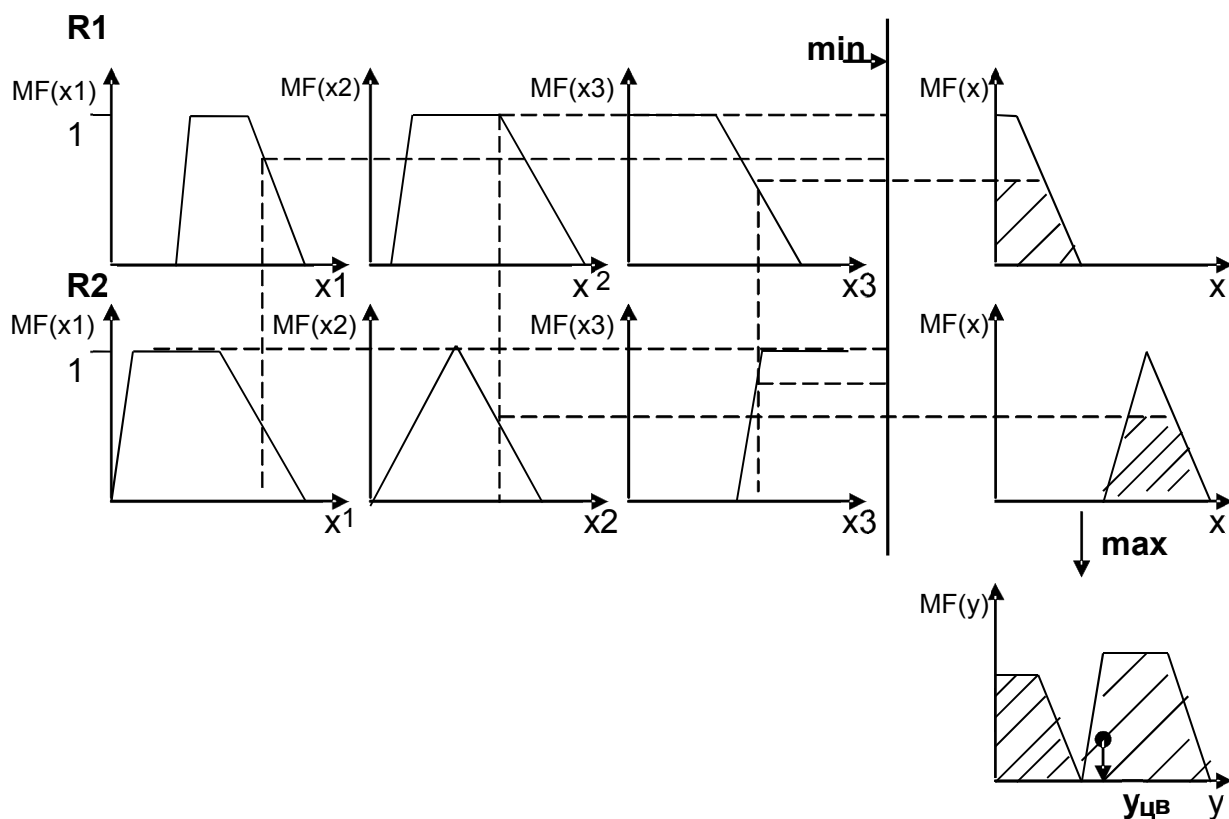 R1
min
MF(x1) MF(x2) MF(x3) MF(x)
1
x1 x2 x3 x
R2
MF(x1) MF(x2) MF(x3) MF(x)
1
x1 x2 x3 x
max
MF(y)
yцв y